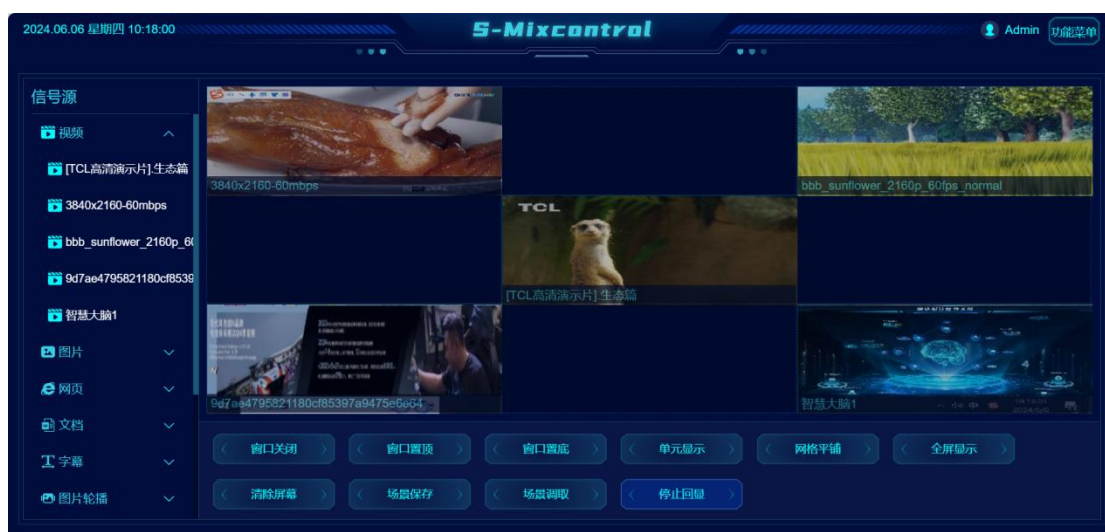 2024.06.06 星期四 10:18:00
S-Mixcontrol
Admin
功能菜单
信号源
视频
[TCL高清演示片].生态篇
3840x2160-60mbps
bbb_sunflower_2160p_60
9d7ae4795821180cf8539
智慧大脑1
图片
网页
文档
字幕
图片轮播
3840x2160-60mbps
bbb_sunflower_2160p_60fps_normal
TCL
[TCL高清演示片].生态篇
9d7ae4795821180cf85397a9475e6e64
智慧大脑1
窗口关闭
窗口置顶
窗口置底
单元显示
网格平铺
全屏显示
清除屏幕
场景保存
场景调取
停止回显